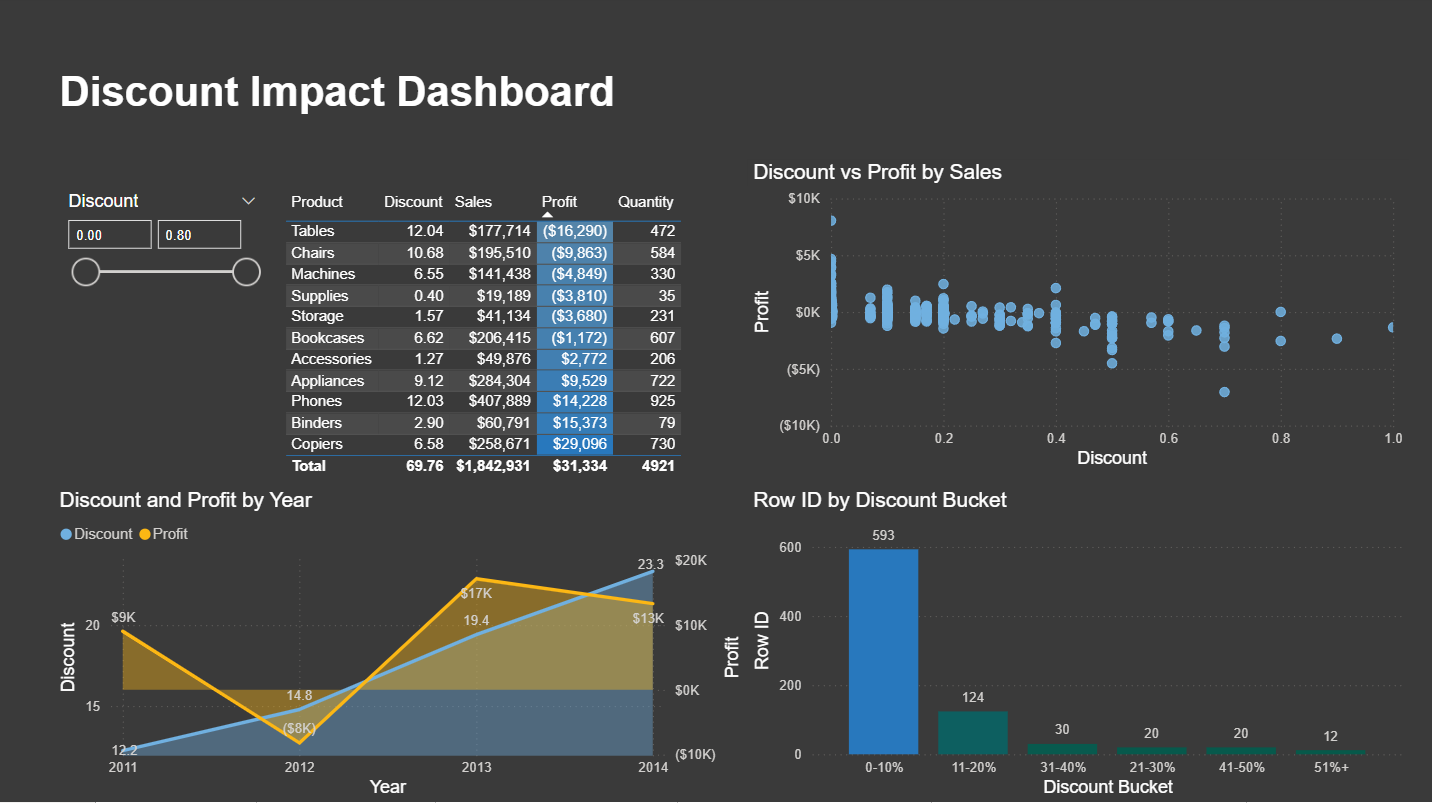 Discount Impact Dashboard
Discount
0.00 0.80
Product Discount Sales Profit Quantity
Tables 12.04 $177,714 ($16,290) 472
Chairs 10.68 $195,510 ($9,863) 584
Machines 6.55 $141,438 ($4,849) 330
Supplies 0.40 $19,189 ($3,810) 35
Storage 1.57 $41,134 ($3,680) 231
Bookcases 6.62 $206,415 ($1,172) 607
Accessories 1.27 $49,876 $2,772 206
Appliances 9.12 $284,304 $9,529 722
Phones 12.03 $407,889 $14,228 925
Binders 2.90 $60,791 $15,373 79
Copiers 6.58 $258,671 $29,096 730
Total 69.76 $1,842,931 $31,334 4921
Discount vs Profit by Sales
Profit
$10K
$5K
$0K
($5K)
($10K)
0.0 0.2 0.4 0.6 0.8 1.0
Discount
Discount and Profit by Year
Discount Profit
Discount
20
15
$9K
12.2
14.8
($8K)
$17K
19.4
23.3
$13K
$20K
$10K
$0K
($10K)
Profit
2011 2012 2013 2014
Year
Row ID by Discount Bucket
Row ID
600
400
200
0
593
124
30
20
20
12
0-10% 11-20% 31-40% 21-30% 41-50% 51%+
Discount Bucket